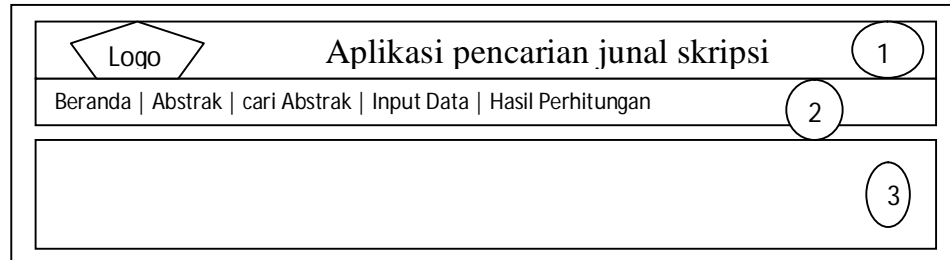 Logo Aplikasi pencarian junal skripsi 1
Beranda | Abstrak | cari Abstrak | Input Data | Hasil Perhitungan
2
3